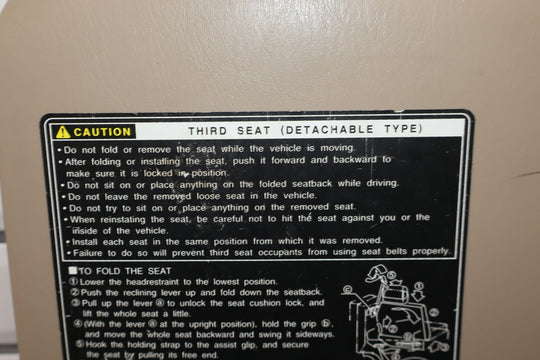 CAUTION THIRD SEAT (DETACHABLE TYPE)
• Do not fold or remove the seat while the vehicle is moving.
• After folding or installing the seat, push it forward and backward to
make sure it is locked in position.
• Do not sit on or place anything on the folded seatback while driving.
• Do not leave the removed loose seat in the vehicle.
• Do not try to sit on or place anything on the removed seat.
• When reinstating the seat, be careful not to hit the seat against you or the
inside of the vehicle.
• Install each seat in the same position from which it was removed.
• Failure to do so will prevent third seat occupants from using seat belts properly.
■TO FOLD THE SEAT
①Lower the headrestraint to the lowest position.
②Push the reclining lever up and fold down the seatback.
③Pull up the lever ⓐ to unlock the seat cushion lock, and
lift the whole seat a little.
④(With the lever ⓐ at the upright position), hold the grip ⓑ,
and move the whole seat backward and swing it sideways.
⑤Hook the holding strap to the assist glip, and secure
the seat by pulling its free end.